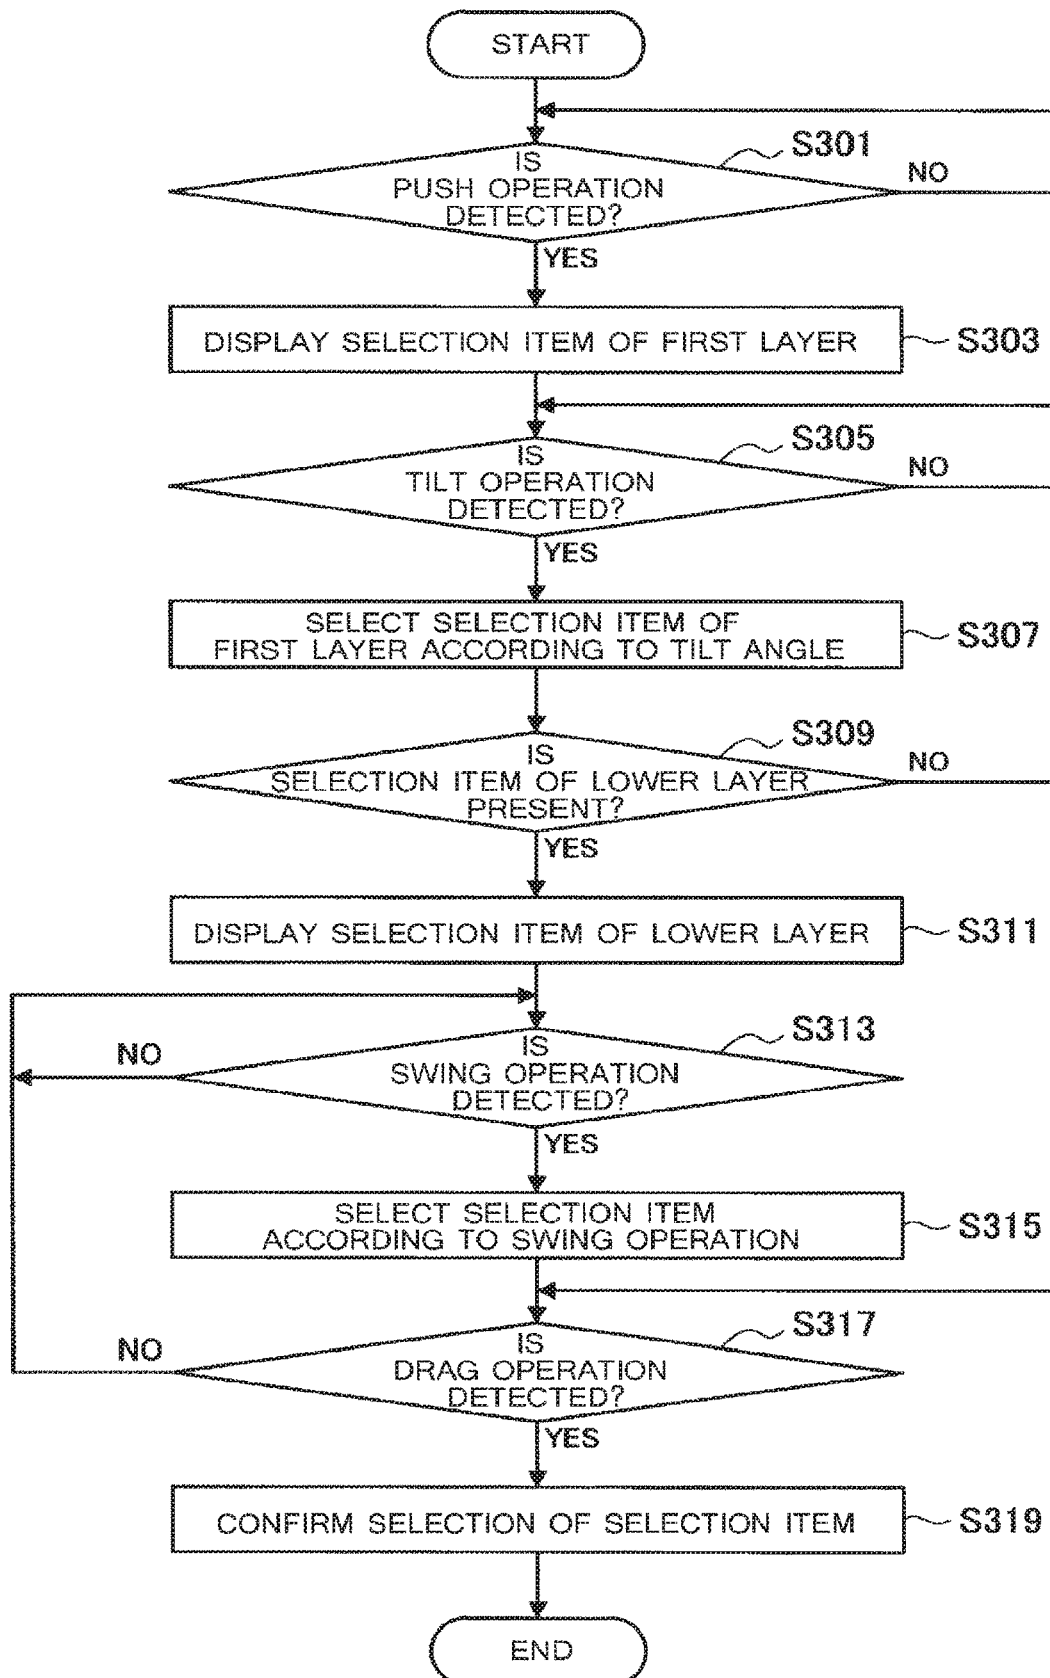 START
S301
IS
PUSH OPERATION
DETECTED?
NO
YES
DISPLAY SELECTION ITEM OF FIRST LAYER
S303
S305
IS
TILT OPERATION
DETECTED?
NO
YES
SELECT SELECTION ITEM OF
FIRST LAYER ACCORDING TO TILT ANGLE
S307
S309
IS
SELECTION ITEM OF LOWER LAYER
PRESENT?
NO
YES
DISPLAY SELECTION ITEM OF LOWER LAYER
S311
S313
NO
IS
SWING OPERATION
DETECTED?
YES
SELECT SELECTION ITEM
ACCORDING TO SWING OPERATION
S315
S317
NO
IS
DRAG OPERATION
DETECTED?
YES
CONFIRM SELECTION OF SELECTION ITEM
S319
END